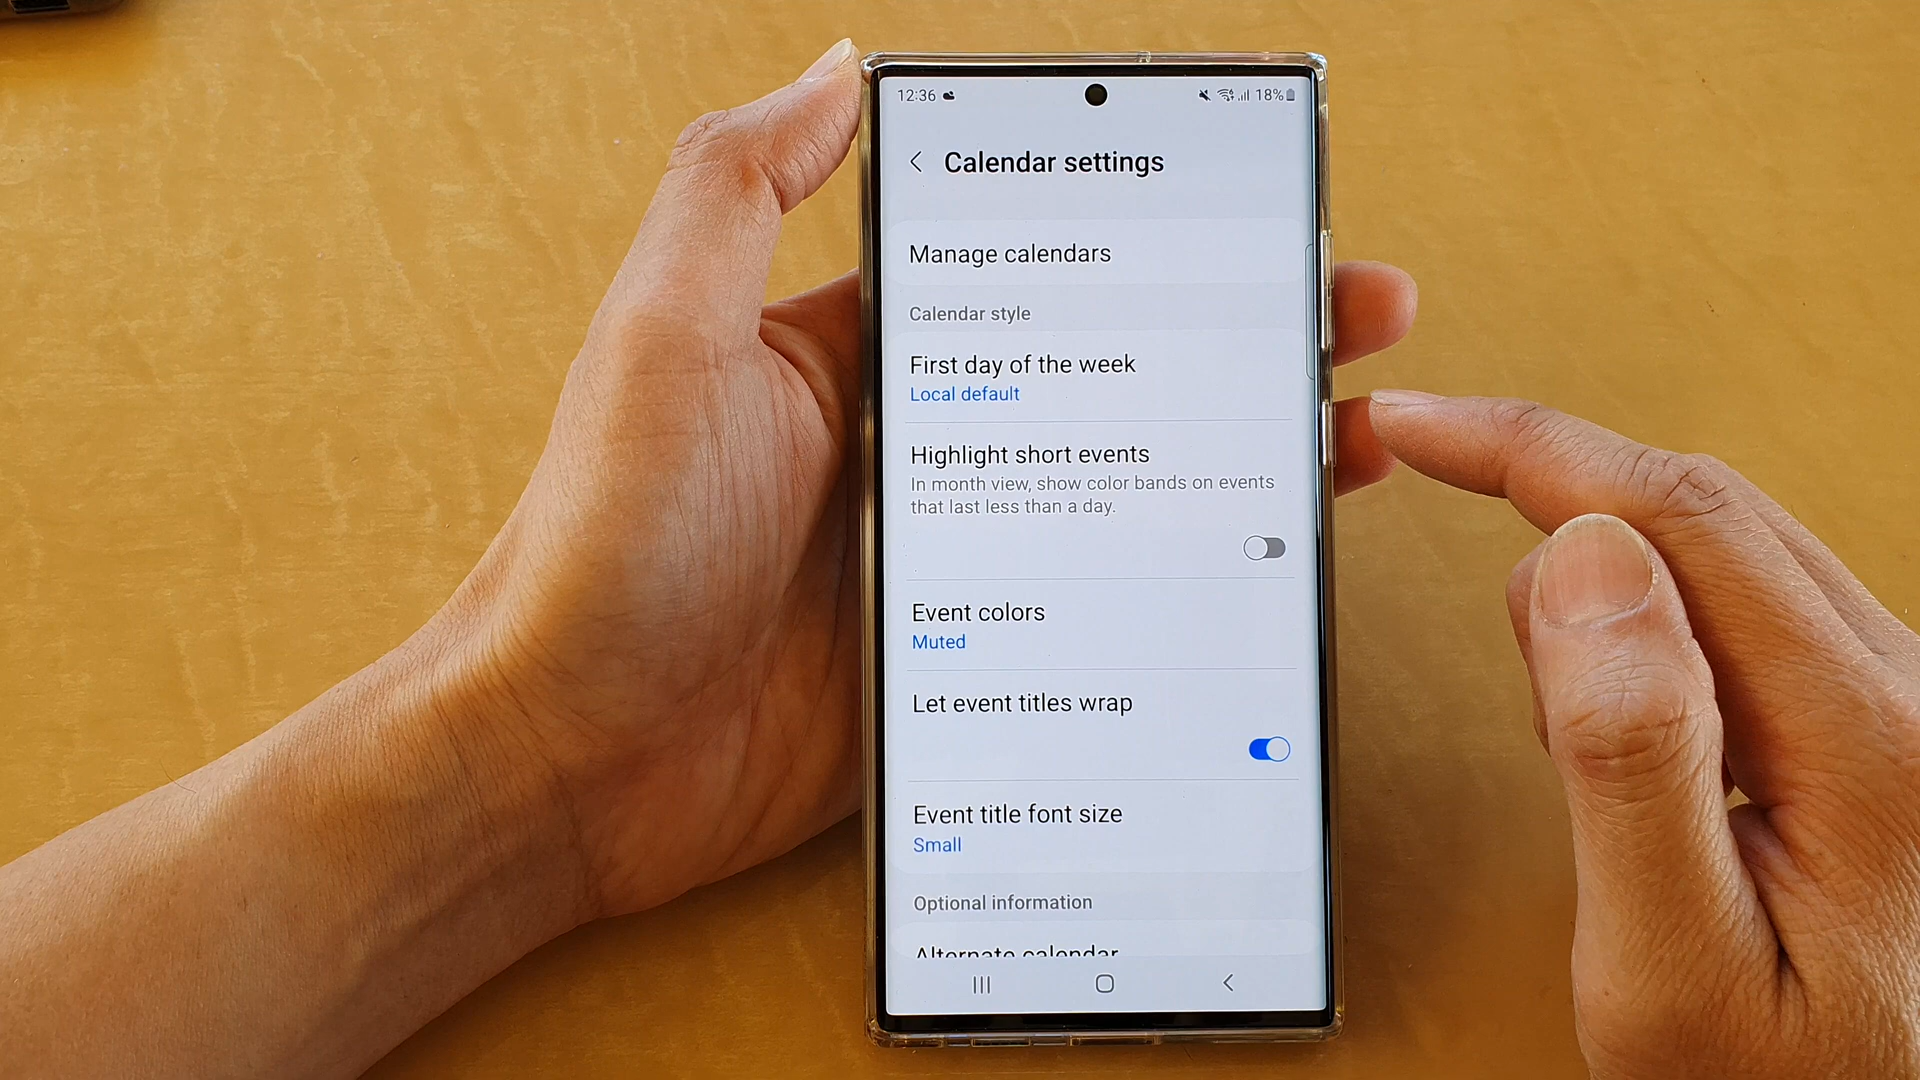 12:36
18%
Calendar settings
Manage calendars
Calendar style
First day of the week
Local default
Highlight short events
In month view, show color bands on events
that last less than a day.
Event colors
Muted
Let event titles wrap
Event title font size
Small
Optional information
Alternate calendar